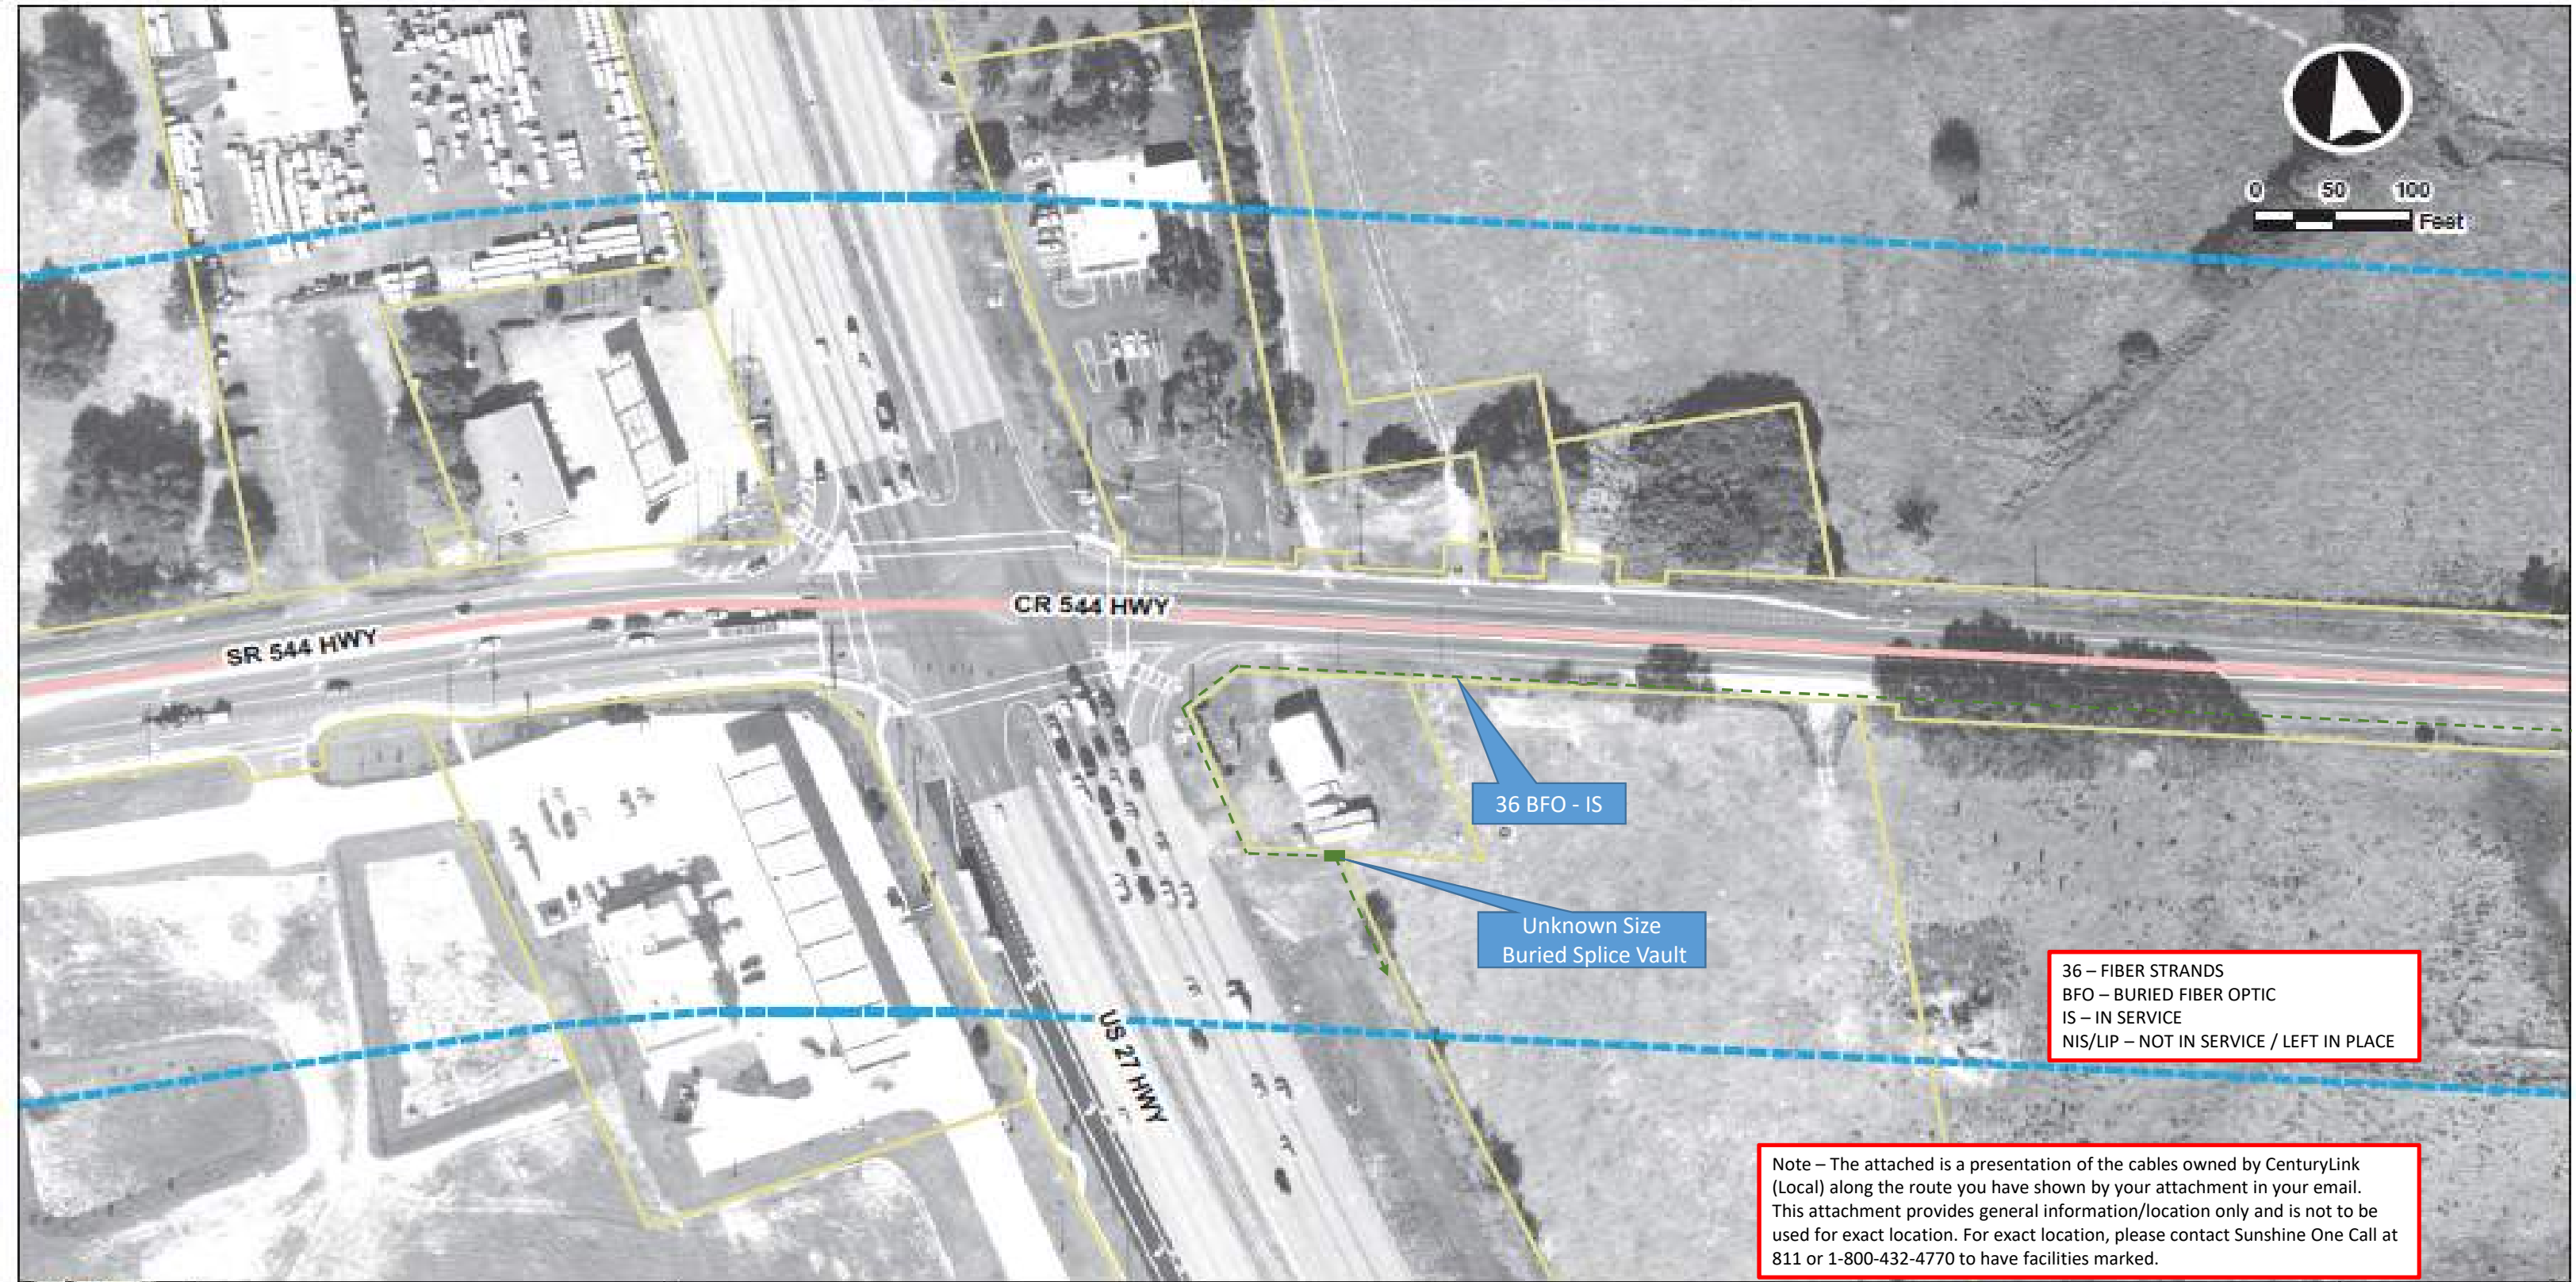 0 50 100
Feet
CR 544 HWY
SR 544 HWY
36 BFO - IS
Unknown Size
Buried Splice Vault
US 27 HWY
36 – FIBER STRANDS
BFO – BURIED FIBER OPTIC
IS – IN SERVICE
NIS/LIP – NOT IN SERVICE / LEFT IN PLACE
Note – The attached is a presentation of the cables owned by CenturyLink
(Local) along the route you have shown by your attachment in your email.
This attachment provides general information/location only and is not to be
used for exact location. For exact location, please contact Sunshine One Call at
811 or 1-800-432-4770 to have facilities marked.